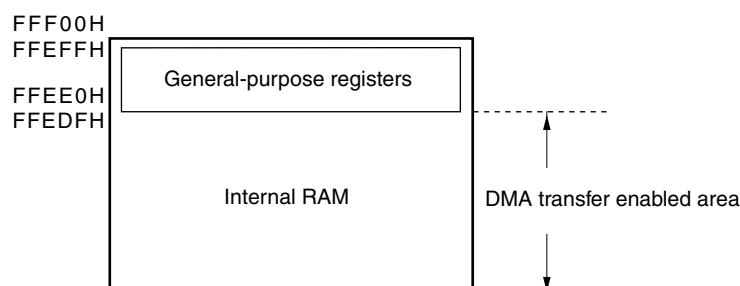 FFF00H
FFEFFH
General-purpose registers
FFEE0H
FFEDFH
Internal RAM
DMA transfer enabled area